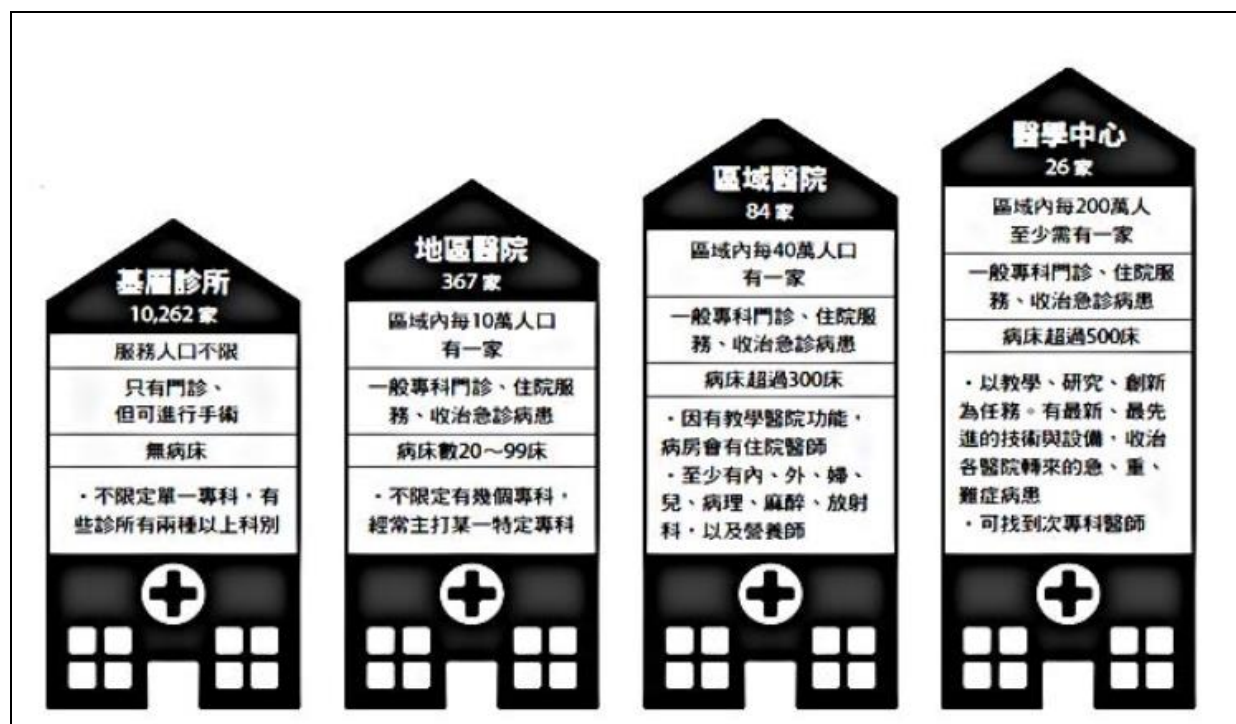 基層診所
10,262 家
服務人口不限
只有門診、
但可進行手術
無病床
・不限定單一專科，有
些診所有兩種以上科別
地區醫院
367 家
區域內每10萬人口
有一家
一般專科門診、住院服
務、收治急診病患
病床數20～99床
・不限定有幾個專科，
經常主打某一特定專科
區域醫院
84 家
區域內每40萬人口
有一家
一般專科門診、住院服
務、收治急診病患
病床超過300床
・因有教學醫院功能，
病房會有住院醫師
・至少有內、外、婦、
兒、病理、麻醉、放射
科，以及營養師
醫學中心
26 家
區域內每200萬人
至少需有一家
一般專科門診、住院服
務、收治急診病患
病床超過500床
・以教學、研究、創新
為任務。有最新、最先
進的技術與設備，收治
各醫院轉來的急、重、
難症病患
・可找到次專科醫師